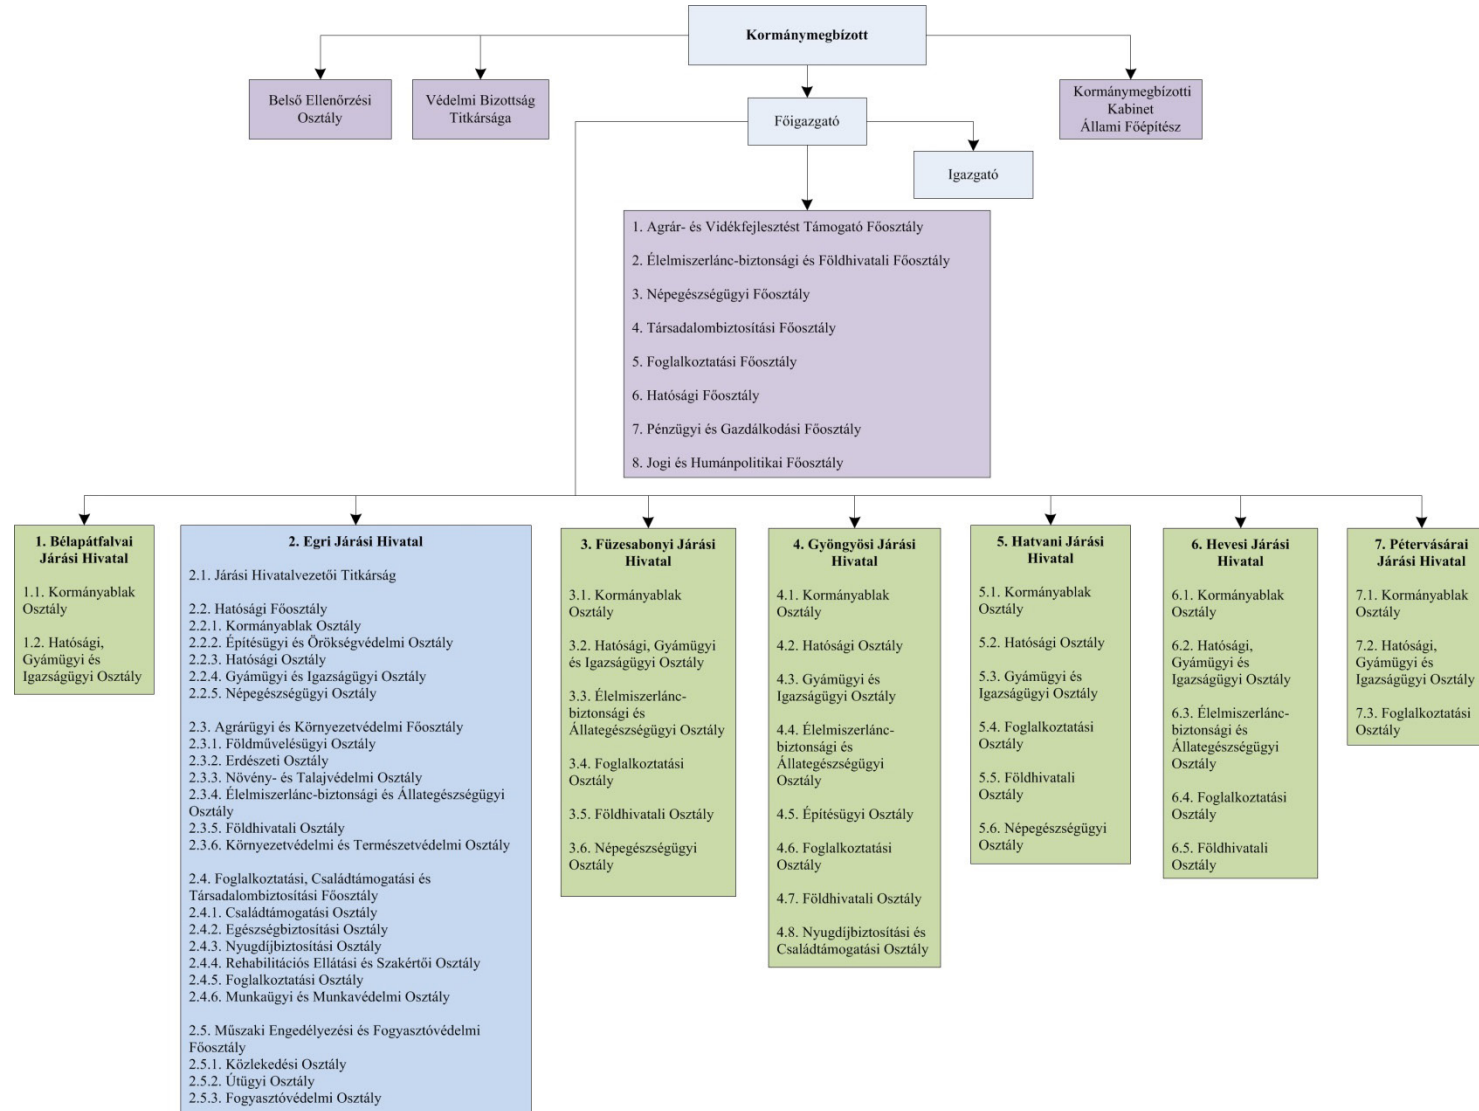 Kormánymegbízott
Belső Ellenőrzési
Osztály
Védelmi Bizottság
Titkársága
Kormánymegbízotti
Kabinet
Állami Főépítész
Főigazgató
Igazgató
1. Agrár- és Vidékfejlesztést Támogató Főosztály
2. Élelmiszerlánc-biztonsági és Földhivatali Főosztály
3. Népegészségügyi Főosztály
4. Társadalombiztosítási Főosztály
5. Foglalkoztatási Főosztály
6. Hatósági Főosztály
7. Pénzügyi és Gazdálkodási Főosztály
8. Jogi és Humánpolitikai Főosztály
1. Bélapátfalvai
Járási Hivatal
1.1. Kormányablak
Osztály
1.2. Hatósági,
Gyámügyi és
Igazságügyi Osztály
2. Egri Járási Hivatal
2.1. Járási Hivatalvezetői Titkárság
2.2. Hatósági Főosztály
2.2.1. Kormányablak Osztály
2.2.2. Építésügyi és Örökségvédelmi Osztály
2.2.3. Hatósági Osztály
2.2.4. Gyámügyi és Igazságügyi Osztály
2.2.5. Népegészségügyi Osztály
2.3. Agrárügyi és Környezetvédelmi Főosztály
2.3.1. Földművelésügyi Osztály
2.3.2. Erdészeti Osztály
2.3.3. Növény- és Talajvédelmi Osztály
2.3.4. Élelmiszerlánc-biztonsági és Állategészségügyi
Osztály
2.3.5. Földhivatali Osztály
2.3.6. Környezetvédelmi és Természetvédelmi Osztály
2.4. Foglalkoztatási, Családtámogatási és
Társadalombiztosítási Főosztály
2.4.1. Családtámogatási Osztály
2.4.2. Egészségbiztosítási Osztály
2.4.3. Nyugdíjbiztosítási Osztály
2.4.4. Rehabilitációs Ellátási és Szakértői Osztály
2.4.5. Foglalkoztatási Osztály
2.4.6. Munkaügyi és Munkavédelmi Osztály
2.5. Műszaki Engedélyezési és Fogyasztóvédelmi
Főosztály
2.5.1. Közlekedési Osztály
2.5.2. Útügyi Osztály
2.5.3. Fogyasztóvédelmi Osztály
3. Füzesabonyi Járási
Hivatal
3.1. Kormányablak
Osztály
3.2. Hatósági, Gyámügyi
és Igazságügyi Osztály
3.3. Élelmiszerlánc-
biztonsági és
Állategészségügyi Osztály
3.4. Foglalkoztatási
Osztály
3.5. Földhivatali Osztály
3.6. Népegészségügyi
Osztály
4. Gyöngyösi Járási
Hivatal
4.1. Kormányablak
Osztály
4.2. Hatósági Osztály
4.3. Gyámügyi és
Igazságügyi Osztály
4.4. Élelmiszerlánc-
biztonsági és
Állategészségügyi
Osztály
4.5. Építésügyi Osztály
4.6. Foglalkoztatási
Osztály
4.7. Földhivatali Osztály
4.8. Nyugdíjbiztosítási és
Családtámogatási Osztály
5. Hatvani Járási
Hivatal
5.1. Kormányablak
Osztály
5.2. Hatósági Osztály
5.3. Gyámügyi és
Igazságügyi Osztály
5.4. Foglalkoztatási
Osztály
5.5. Földhivatali
Osztály
5.6. Népegészségügyi
Osztály
6. Hevesi Járási
Hivatal
6.1. Kormányablak
Osztály
6.2. Hatósági,
Gyámügyi és
Igazságügyi Osztály
6.3. Élelmiszerlánc-
biztonsági és
Állategészségügyi
Osztály
6.4. Foglalkoztatási
Osztály
6.5. Földhivatali
Osztály
7. Pétervásárai
Járási Hivatal
7.1. Kormányablak
Osztály
7.2. Hatósági,
Gyámügyi és
Igazságügyi Osztály
7.3. Foglalkoztatási
Osztály